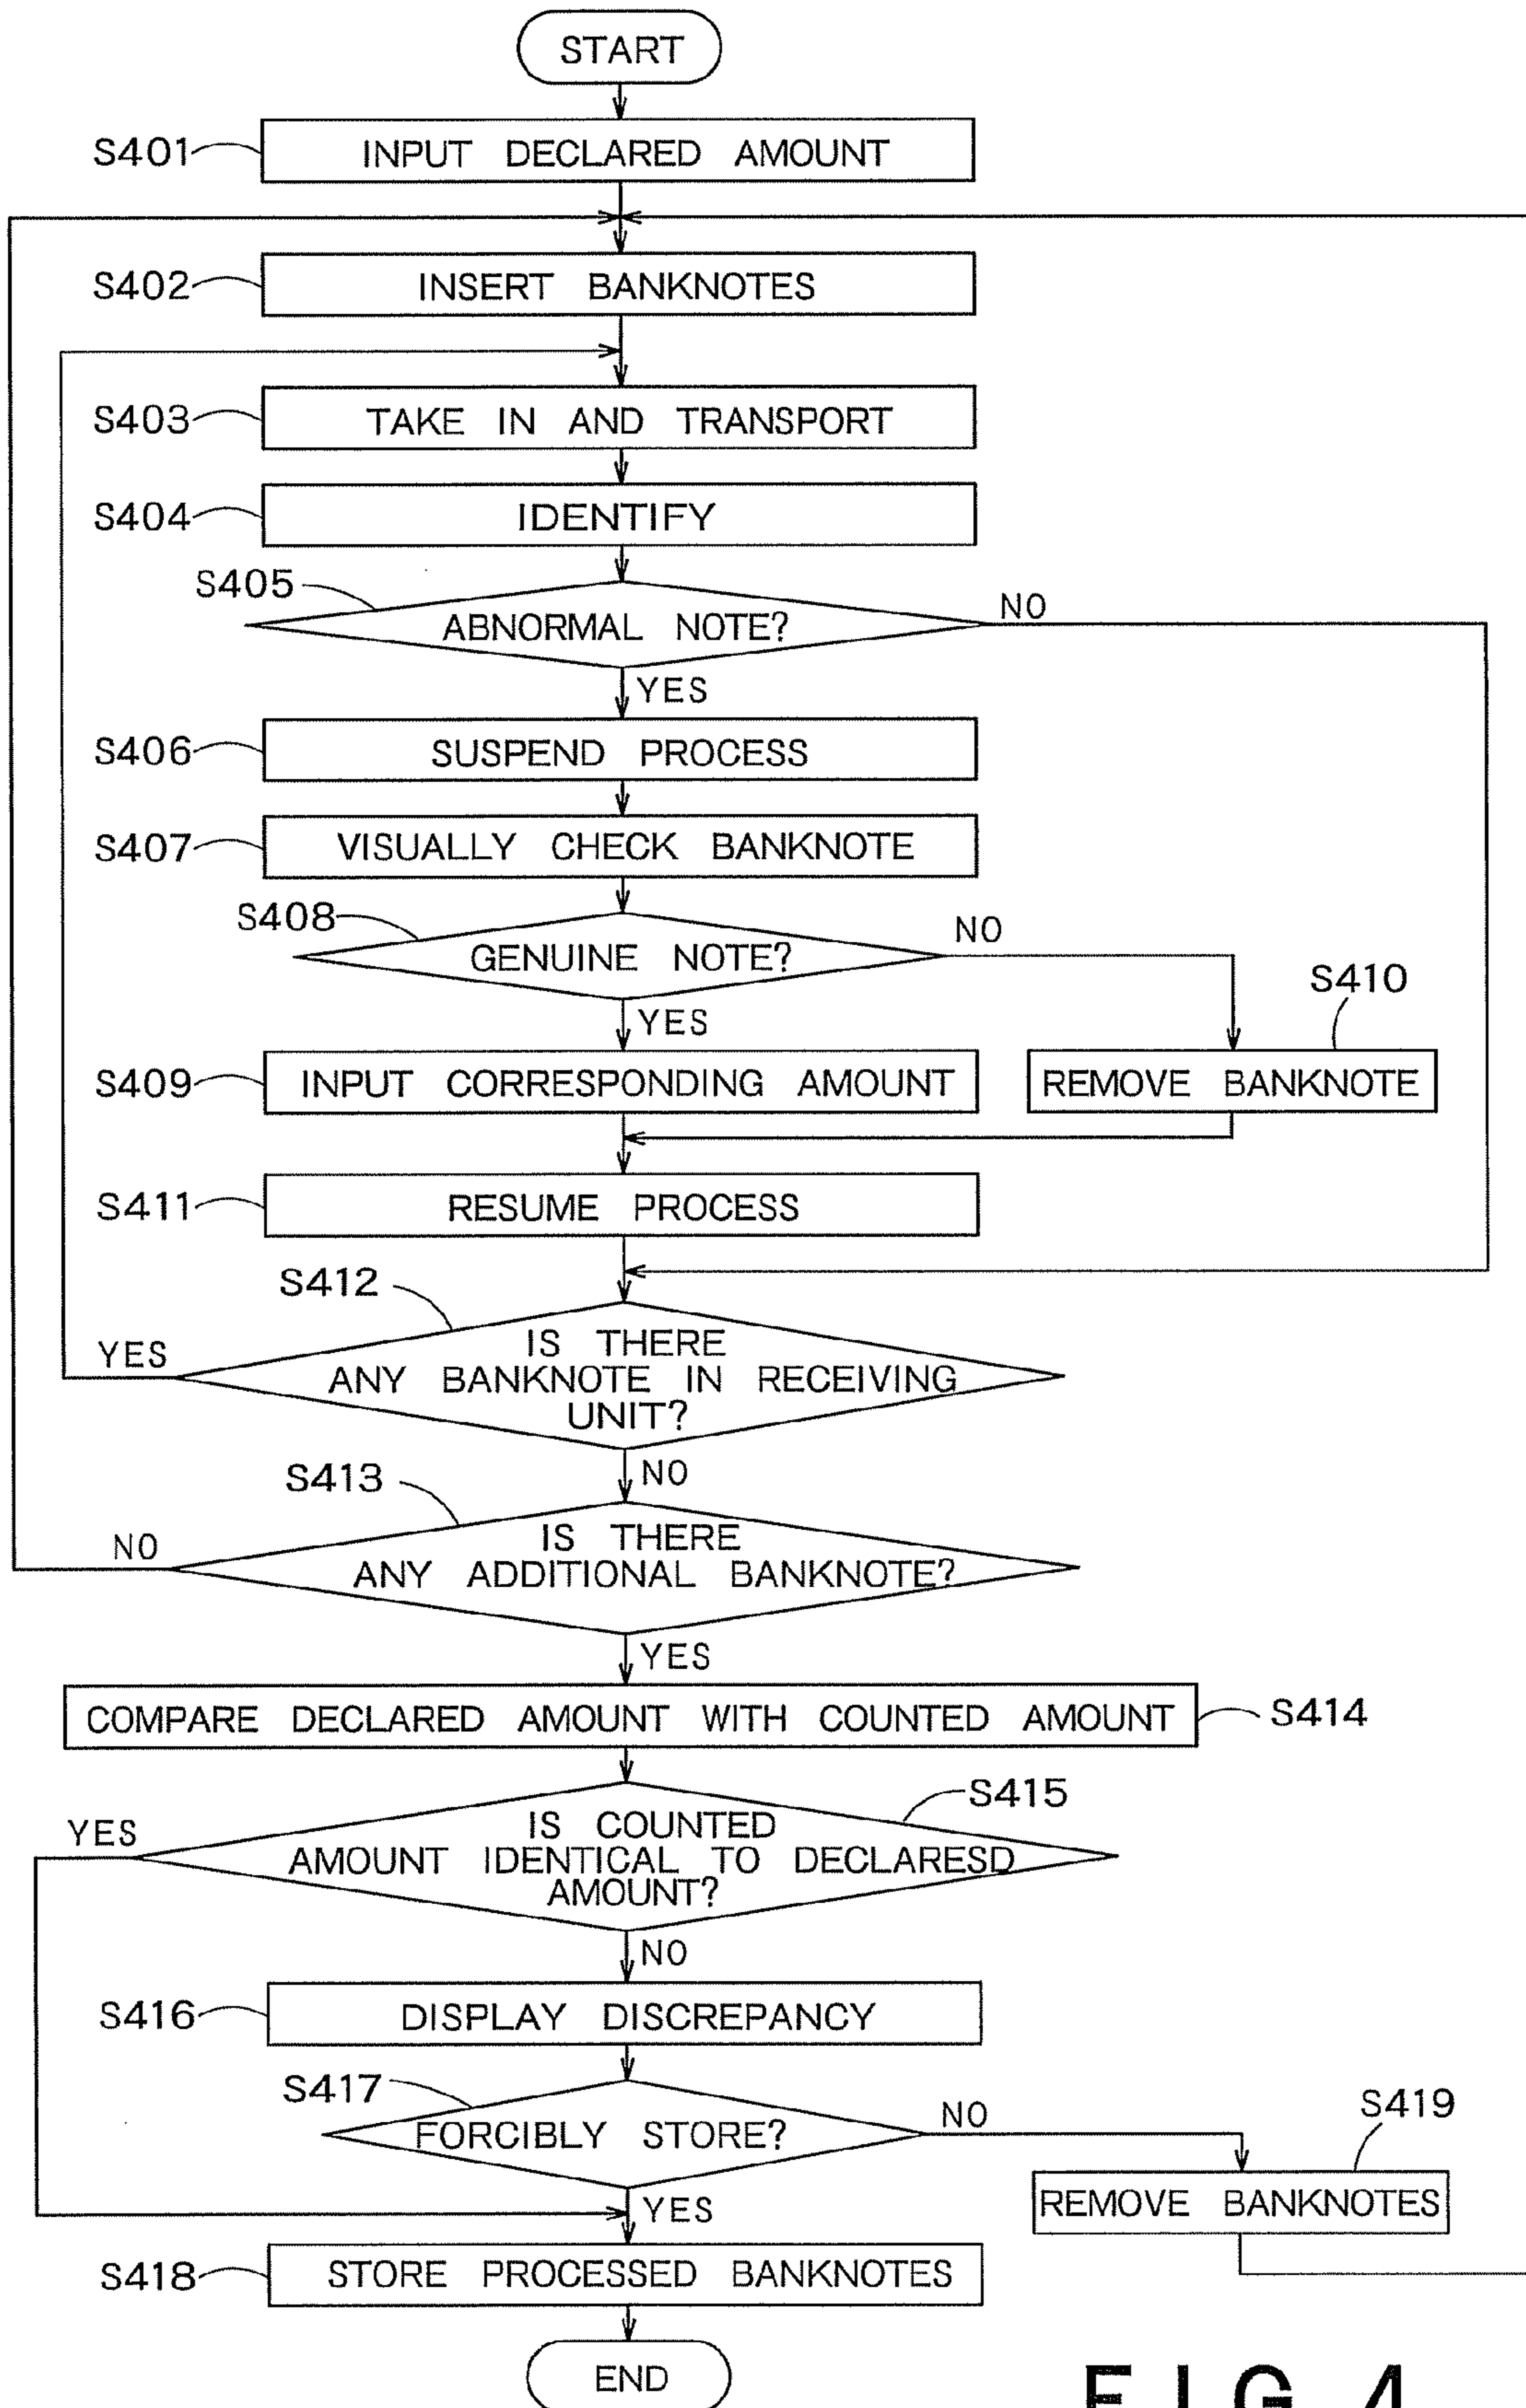 START
S401
INPUT DECLARED AMOUNT
S402
INSERT BANKNOTES
S403
TAKE IN AND TRANSPORT
S404
IDENTIFY
S405
ABNORMAL NOTE?
NO
YES
S406
SUSPEND PROCESS
S407
VISUALLY CHECK BANKNOTE
S408
GENUINE NOTE?
NO
YES
S410
S409
INPUT CORRESPONDING AMOUNT
REMOVE BANKNOTE
S411
RESUME PROCESS
S412
YES
IS THERE
ANY BANKNOTE IN RECEIVING
UNIT?
NO
S413
NO
IS THERE
ANY ADDITIONAL BANKNOTE?
YES
COMPARE DECLARED AMOUNT WITH COUNTED AMOUNT
S414
S415
YES
IS COUNTED
AMOUNT IDENTICAL TO DECLARESD
AMOUNT?
NO
S416
DISPLAY DISCREPANCY
S417
FORCIBLY STORE?
NO
S419
YES
REMOVE BANKNOTES
S418
STORE PROCESSED BANKNOTES
END
FIG. 4